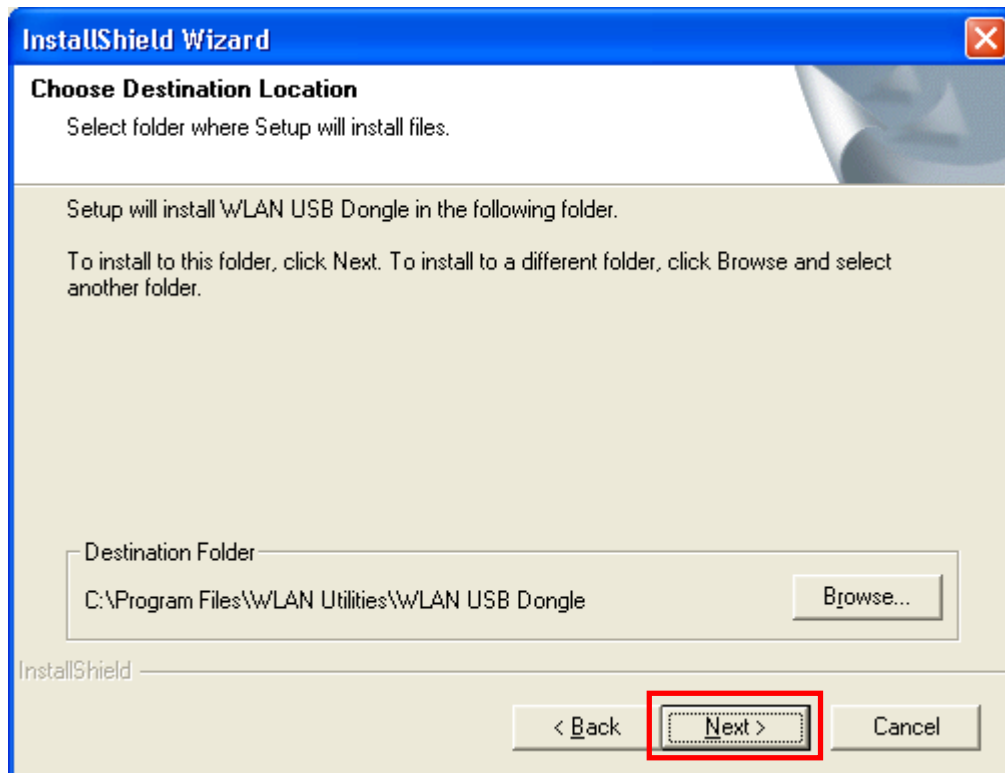 InstallShield Wizard
Choose Destination Location
Select folder where Setup will install files.
Setup will install WLAN USB Dongle in the following folder.
To install to this folder, click Next. To install to a different folder, click Browse and select
another folder.
Destination Folder
C:\Program Files\WLAN Utilities\WLAN USB Dongle
Browse...
InstallShield
< Back
Next >
Cancel